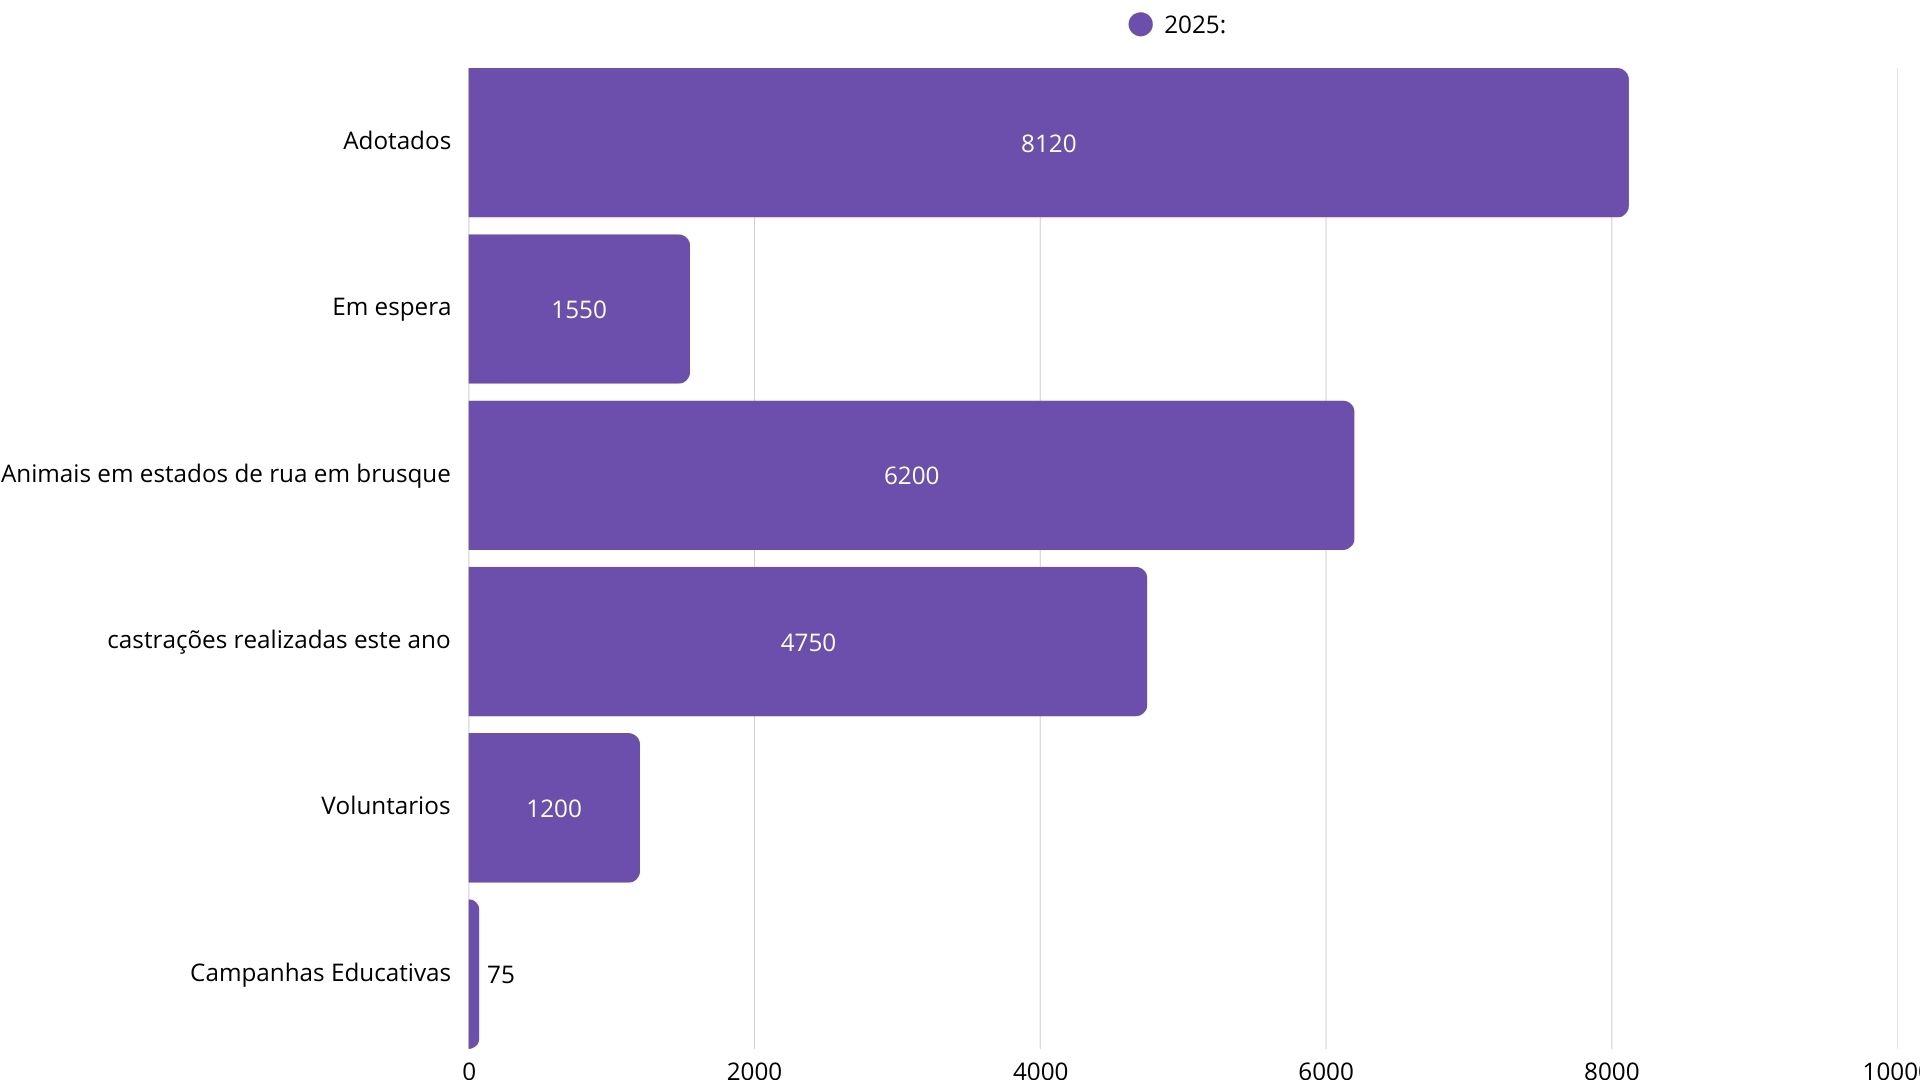 2025:
Adotados
8120
Em espera
1550
Animais em estados de rua em brusque
6200
castrações realizadas este ano
4750
Voluntarios
1200
Campanhas Educativas
75
0 2000 4000 6000 8000 1000